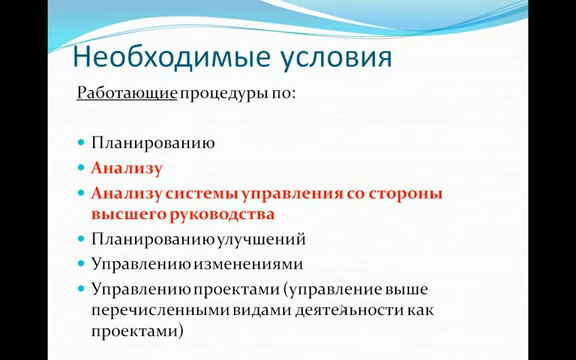 Необходимые условия
Работающие процедуры по:
Планированию
Анализу
Анализу системы управления со стороны
высшего руководства
Планированию улучшений
Управлению изменениями
Управлению проектами (управление выше
перечисленными видами деятельности как
проектами)